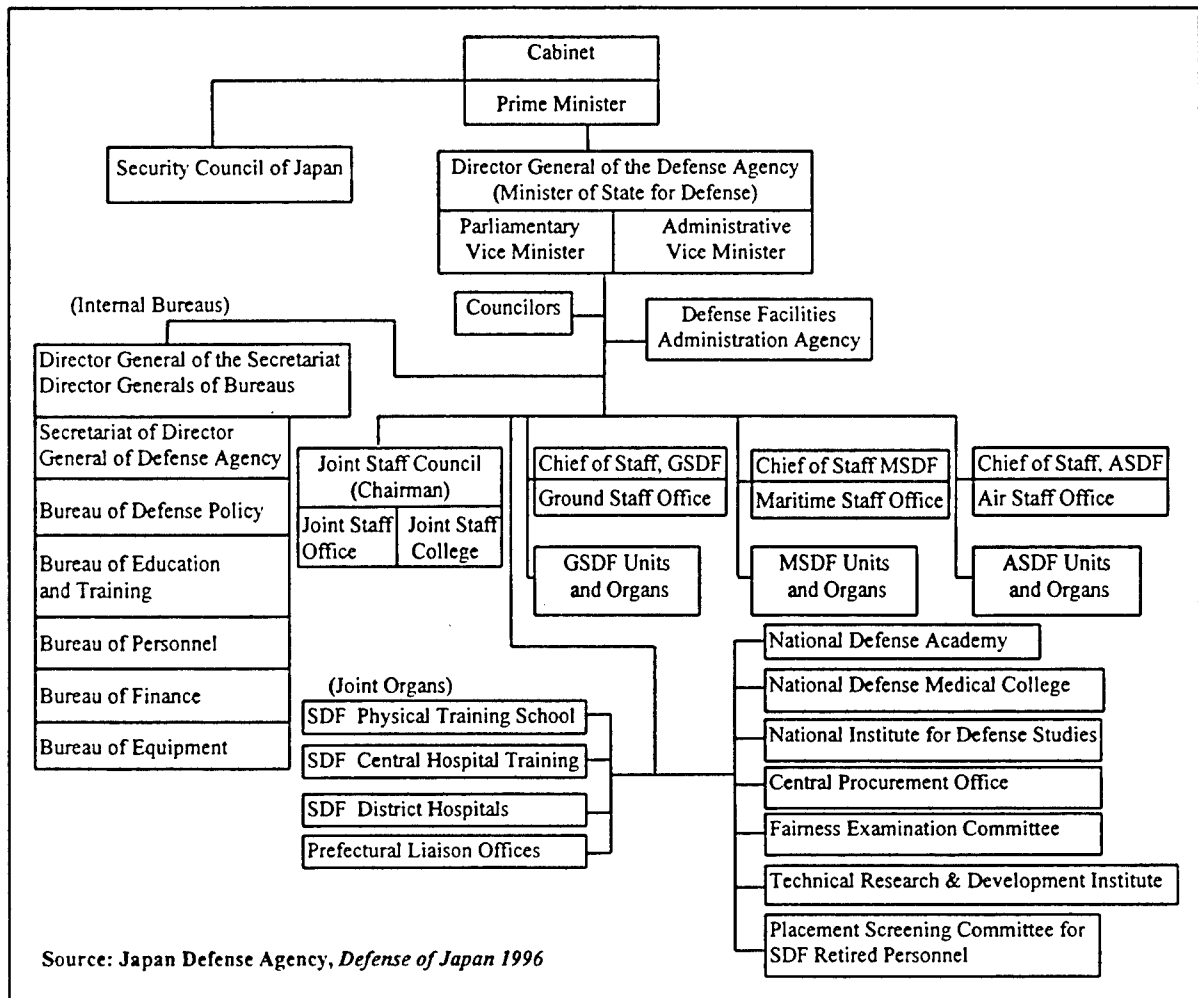 Cabinet
Prime Minister
Security Council of Japan
Director General of the Defense Agency
(Minister of State for Defense)
Parliamentary
Vice Minister
Administrative
Vice Minister
(Internal Bureaus)
Councilors
Defense Facilities
Administration Agency
Director General of the Secretariat
Director Generals of Bureaus
Secretariat of Director
General of Defense Agency
Bureau of Defense Policy
Bureau of Education
and Training
Bureau of Personnel
Bureau of Finance
Bureau of Equipment
Joint Staff Council
(Chairman)
Joint Staff
Office
Joint Staff
College
Chief of Staff, GSDF
Ground Staff Office
GSDF Units
and Organs
Chief of Staff MSDF
Maritime Staff Office
MSDF Units
and Organs
Chief of Staff, ASDF
Air Staff Office
ASDF Units
and Organs
(Joint Organs)
SDF Physical Training School
SDF Central Hospital Training
SDF District Hospitals
Prefectural Liaison Offices
National Defense Academy
National Defense Medical College
National Institute for Defense Studies
Central Procurement Office
Fairness Examination Committee
Technical Research & Development Institute
Placement Screening Committee for
SDF Retired Personnel
Source: Japan Defense Agency, Defense of Japan 1996